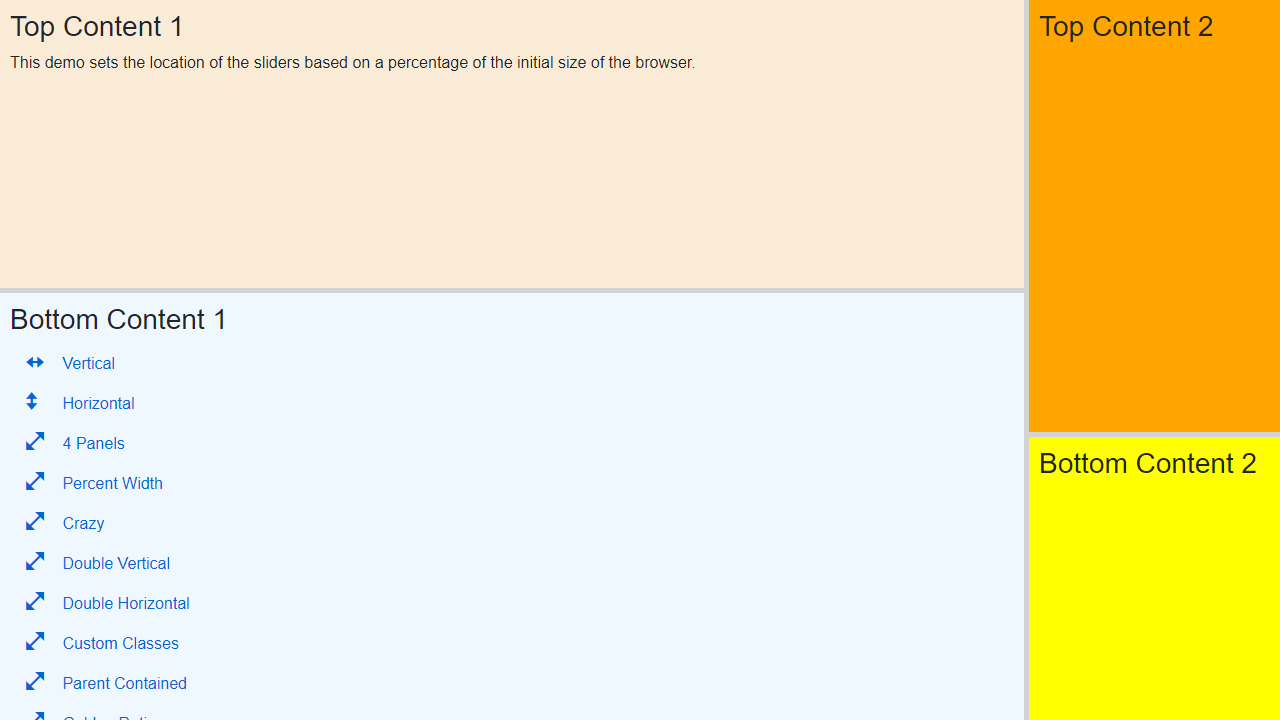 Top Content 1
This demo sets the location of the sliders based on a percentage of the initial size of the browser.
Bottom Content 1
Vertical
Horizontal
4 Panels
Percent Width
Crazy
Double Vertical
Double Horizontal
Custom Classes
Parent Contained
Top Content 2
Bottom Content 2